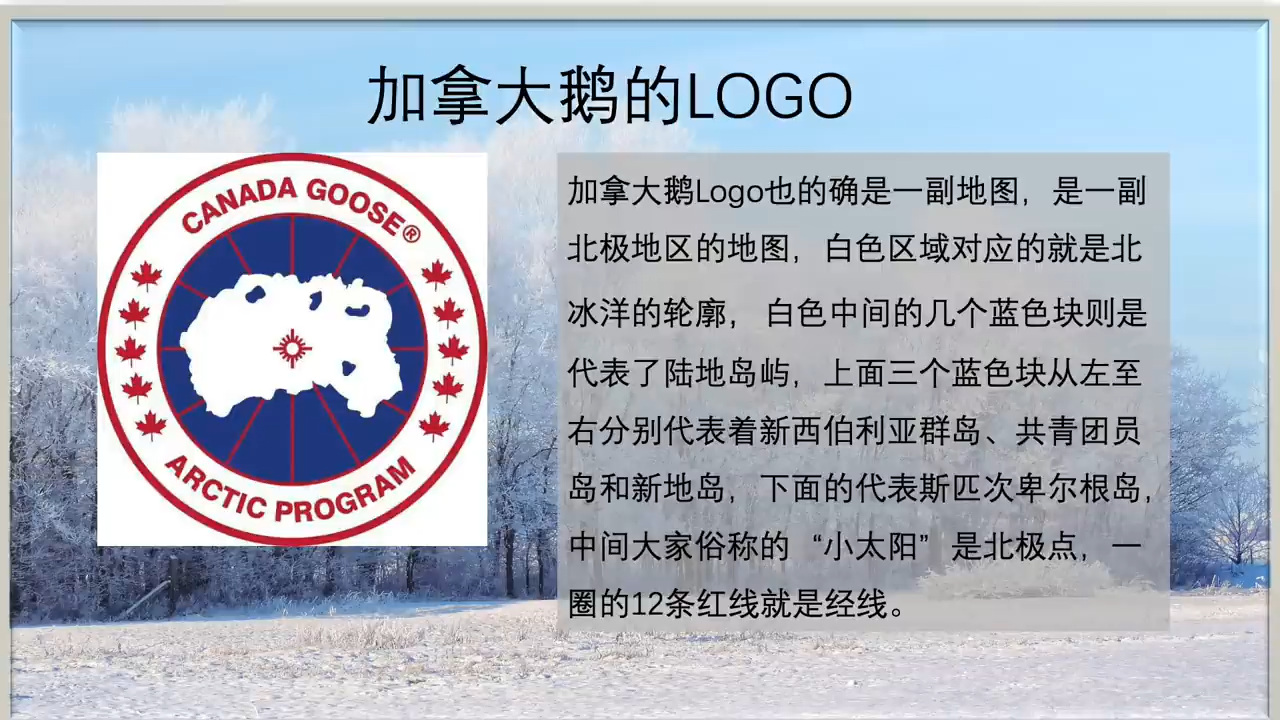 加拿大鹅的LOGO
CANADA GOOSE®
ARCTIC PROGRAM
加拿大鹅Logo也的确是一副地图，是一副
北极地区的地图，白色区域对应的就是北
冰洋的轮廓， 白色中间的几个蓝色块则是
代表了陆地岛屿，上面三个蓝色块从左至
右分别代表着新西伯利亚群岛、共青团员
岛和新地岛，下面的代表斯匹次卑尔根岛，
中间大家俗称的“小太阳”是北极点，一
圈的12条红线就是经线。